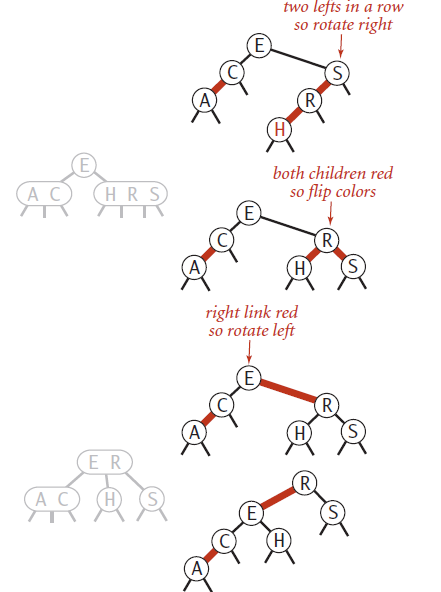 two lefts in a row
so rotate right
E
C
S
A
R
H
both children red
so flip colors
E
A C
H R S
E
C
R
A
H
S
right link red
so rotate left
E
C
R
A
H
S
E R
A C
H
S
R
E
S
C
H
A